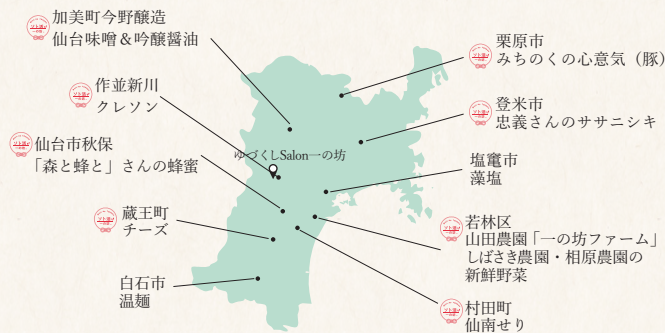 加美町今野醸造
仙台味噌＆吟醸醤油
作並新川
クレソン
仙台市秋保
「森と蜂と」さんの蜂蜜
蔵王町
チーズ
白石市
温麺
ゆづくしSalon一の坊
栗原市
みちのくの心意気（豚）
登米市
忠義さんのササニシキ
塩竈市
藻塩
若林区
山田農園「一の坊ファーム」
しばさき農園・相原農園の
新鮮野菜
村田町
仙南せり